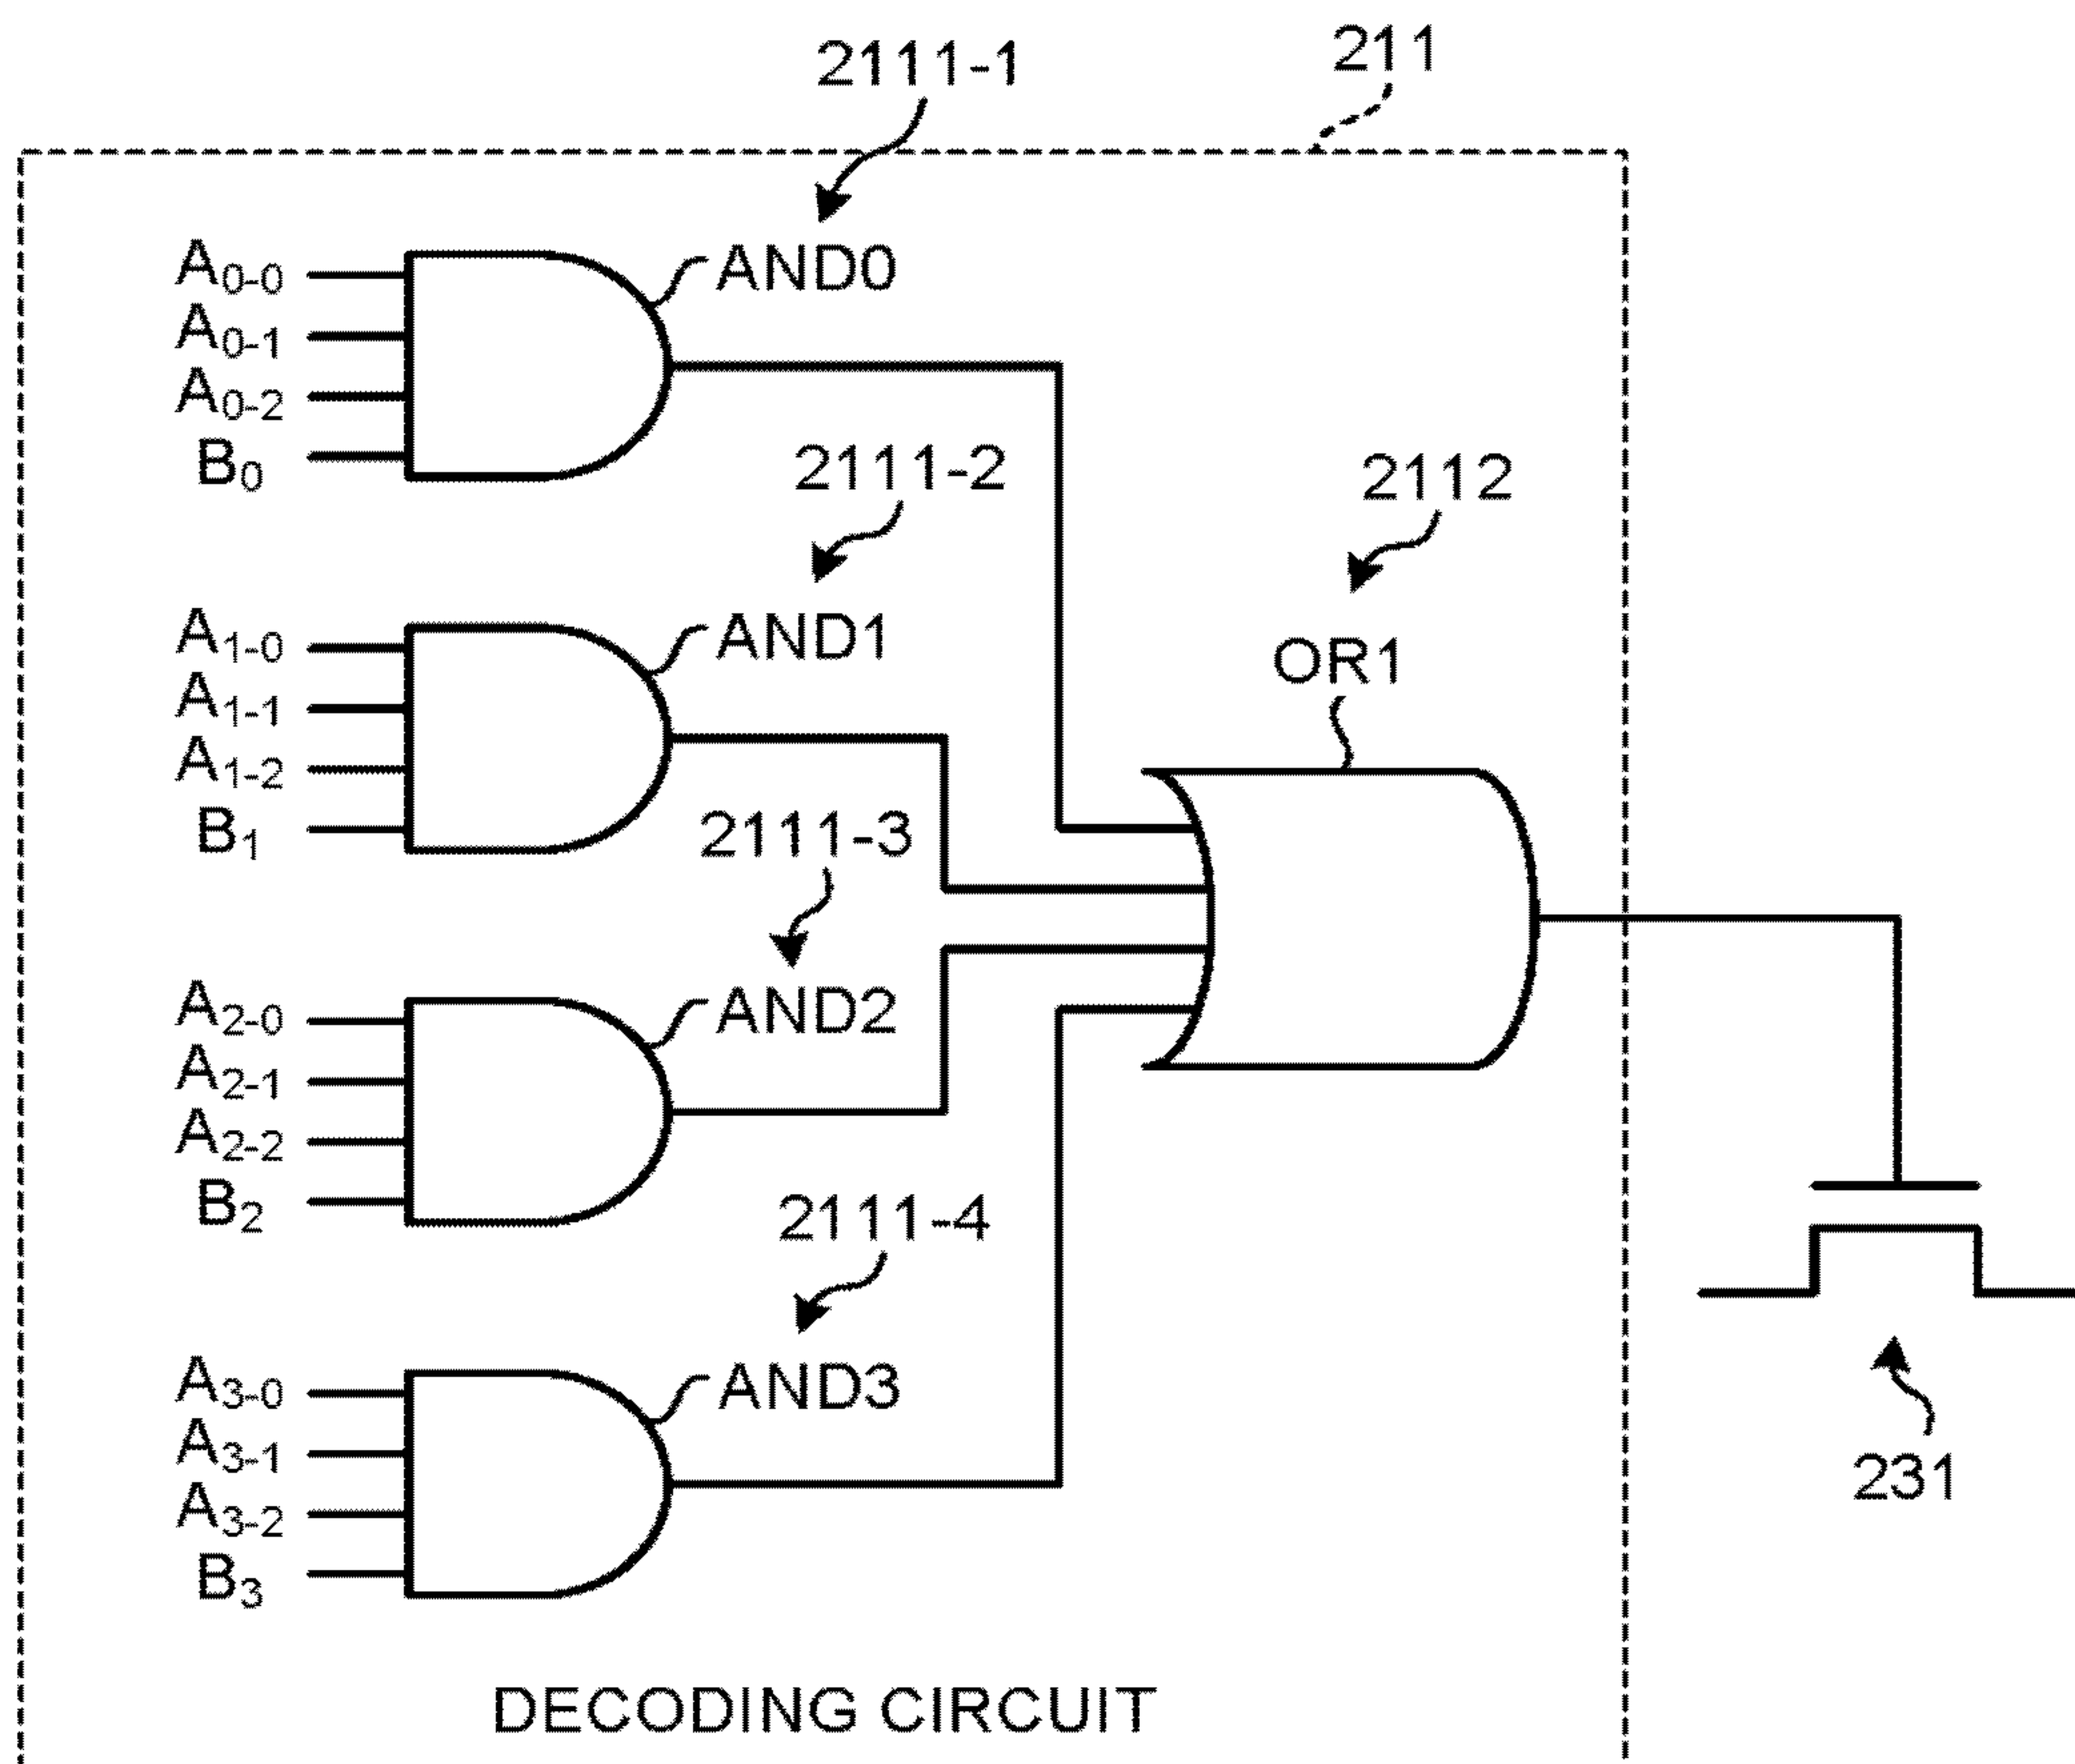 2111-1
211
A0-0
A0-1
A0-2
B0
AND0
2111-2
2112
A1-0
A1-1
A1-2
B1
AND1
OR1
2111-3
A2-0
A2-1
A2-2
B2
AND2
2111-4
A3-0
A3-1
A3-2
B3
AND3
231
DECODING CIRCUIT